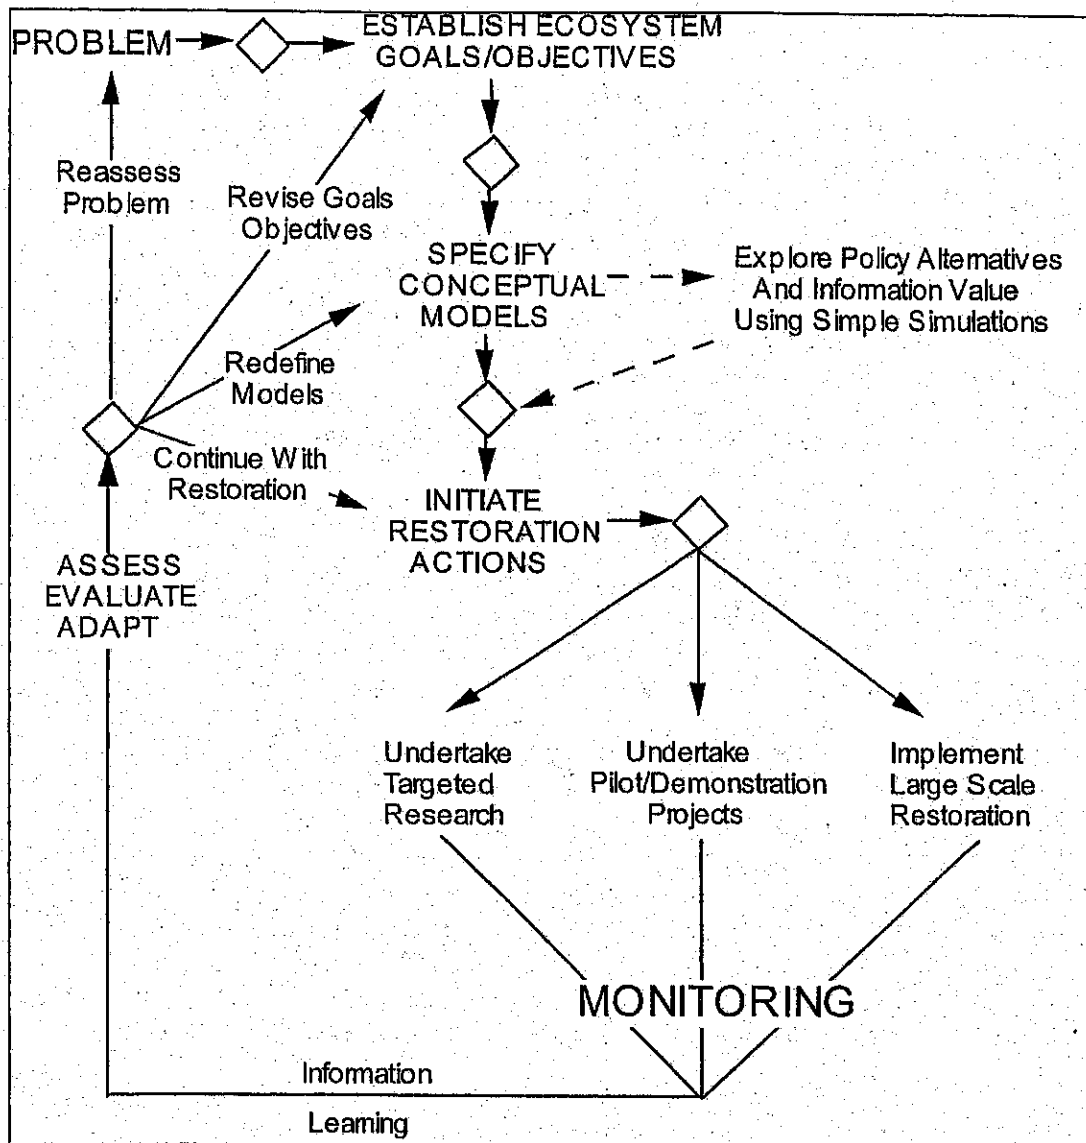 PROBLEM
ESTABLISH ECOSYSTEM
GOALS/OBJECTIVES
Reassess
Problem
Revise Goals
Objectives
SPECIFY
CONCEPTUAL
MODELS
Explore Policy Alternatives
And Information Value
Using Simple Simulations
Redefine
Models
Continue With
Restoration
INITIATE
RESTORATION
ACTIONS
ASSESS
EVALUATE
ADAPT
Undertake
Targeted
Research
Undertake
Pilot/Demonstration
Projects
Implement
Large Scale
Restoration
MONITORING
Information
Learning